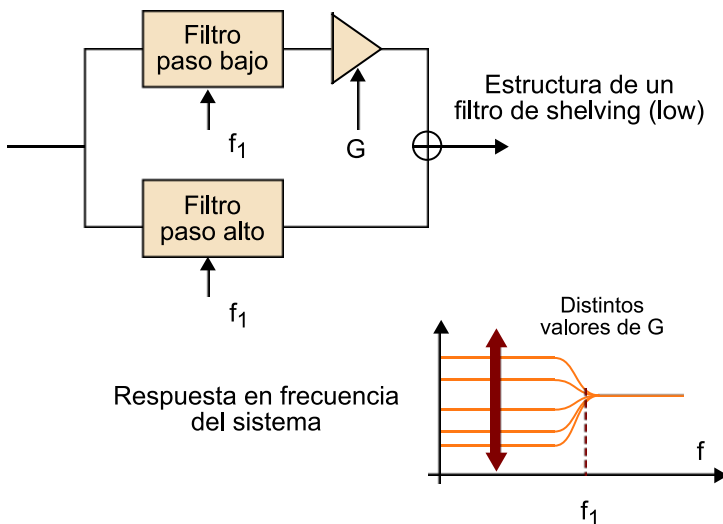 Filtro
paso bajo
f1
G
Estructura de un
filtro de shelving (low)
Filtro
paso alto
f1
Distintos
valores de G
Respuesta en frecuencia
del sistema
f
f1